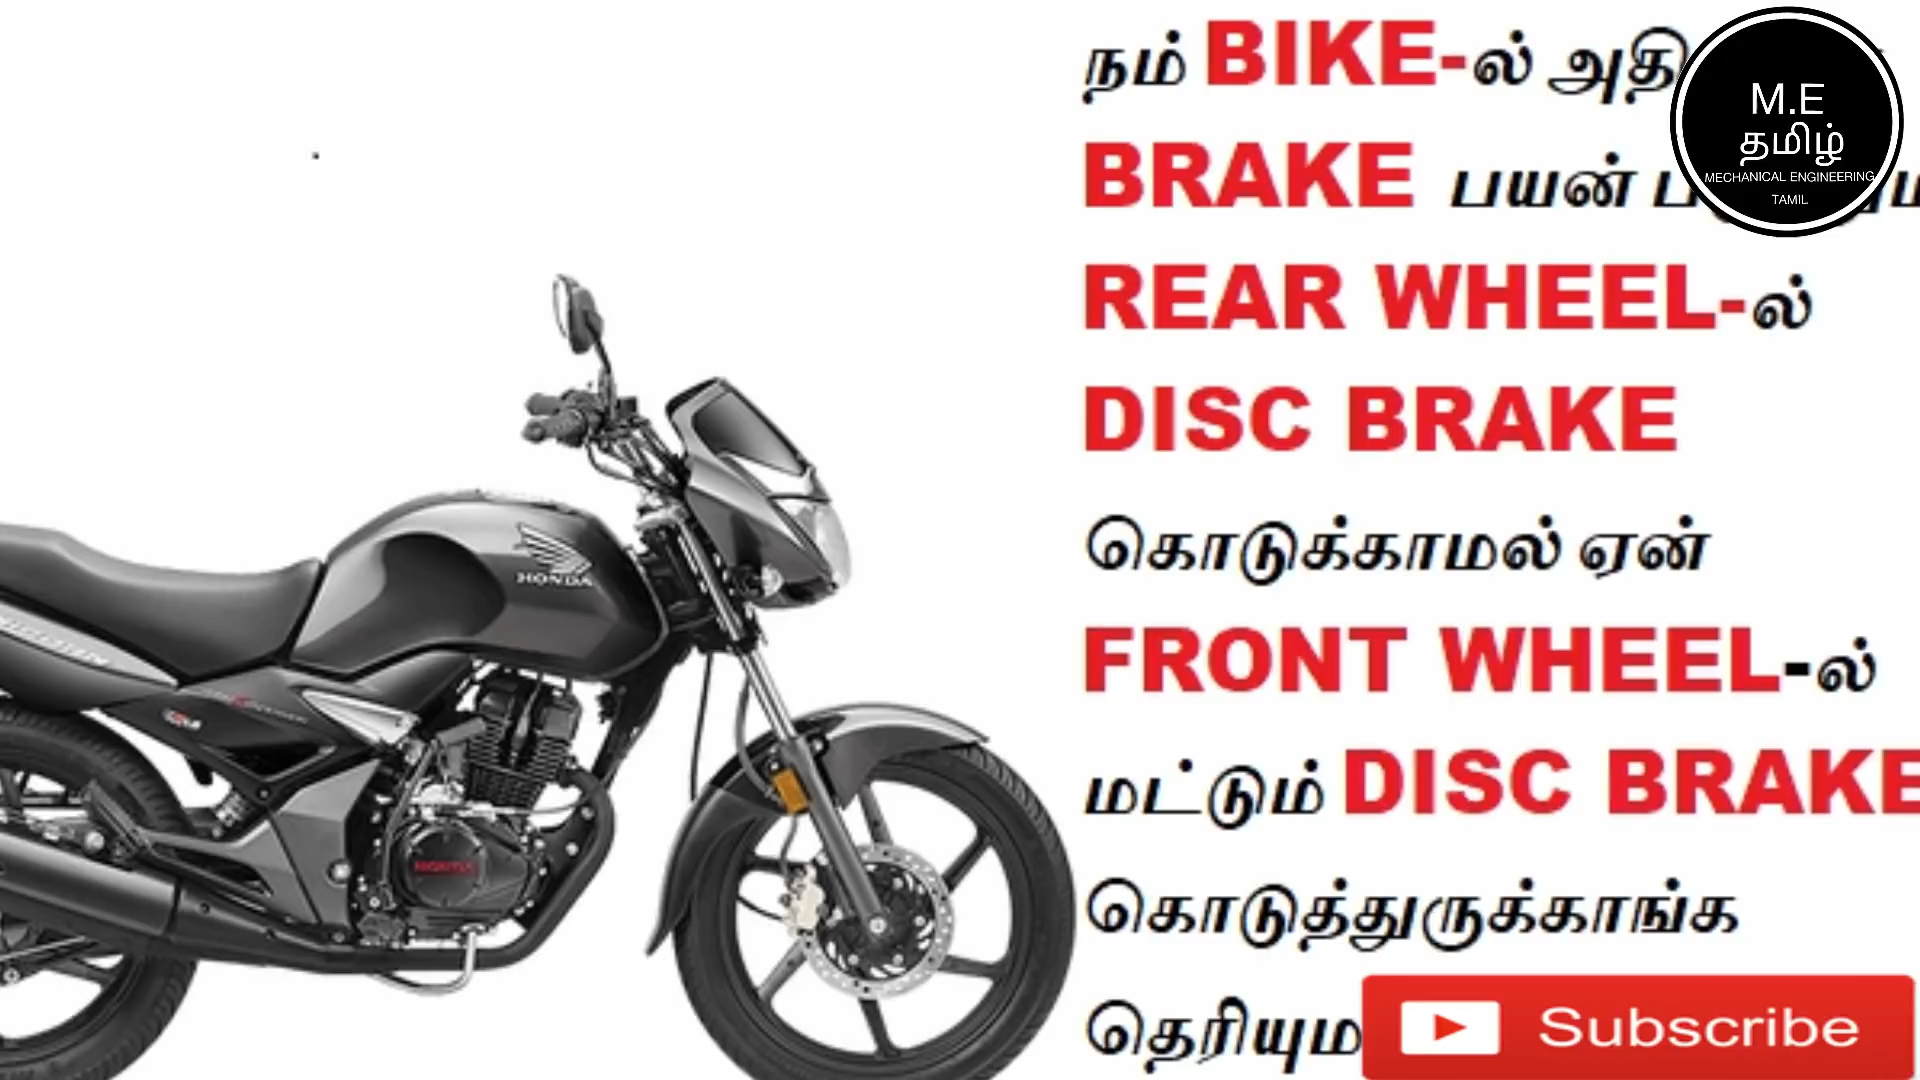 நம் BIKE-ல்
BRAKE பயன்
REAR WHEEL-ல்
DISC BRAKE
கொடுக்காமல் ஏன்
FRONT WHEEL-ல்
மட்டும் DISC BRAKE
கொடுத்துருக்காங்க
M.E
தமிழ்
MECHANICAL ENGINEERING
TAMIL
HONDA
HONDA
Subscribe